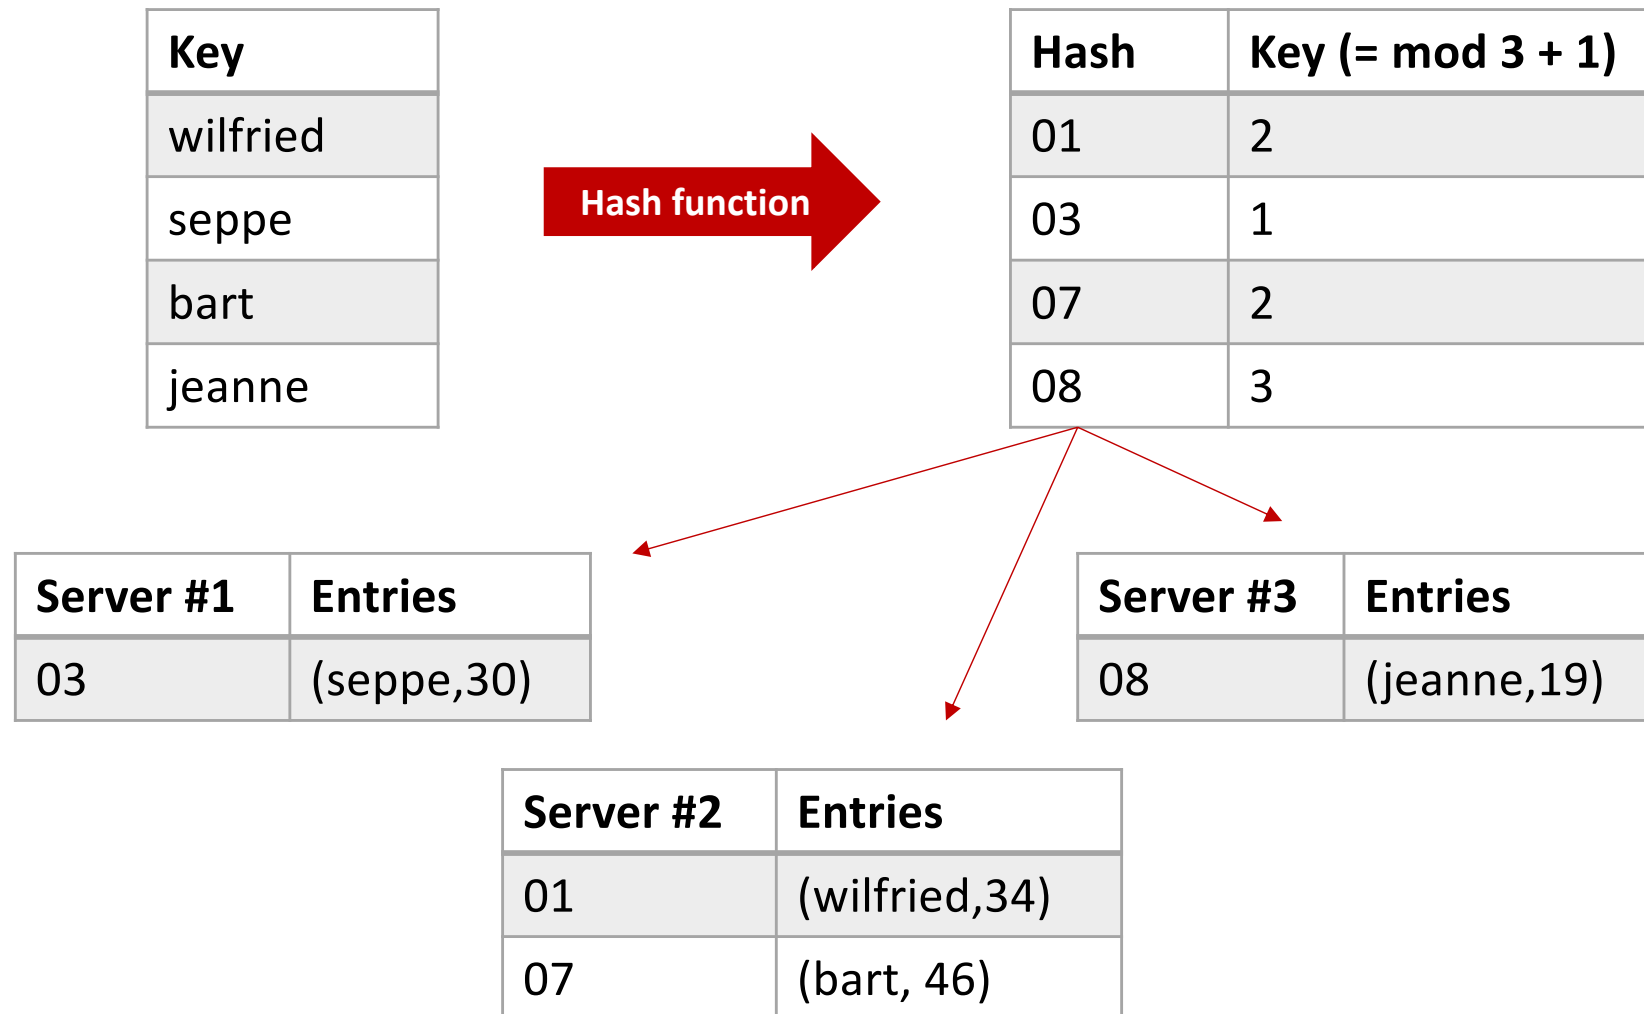 Key
wilfried
seppe
bart
jeanne
Hash function
Hash Key (= mod 3 + 1)
01 2
03 1
07 2
08 3
Server #1 Entries
03 (seppe,30)
Server #3 Entries
08 (jeanne,19)
Server #2 Entries
01 (wilfried,34)
07 (bart, 46)